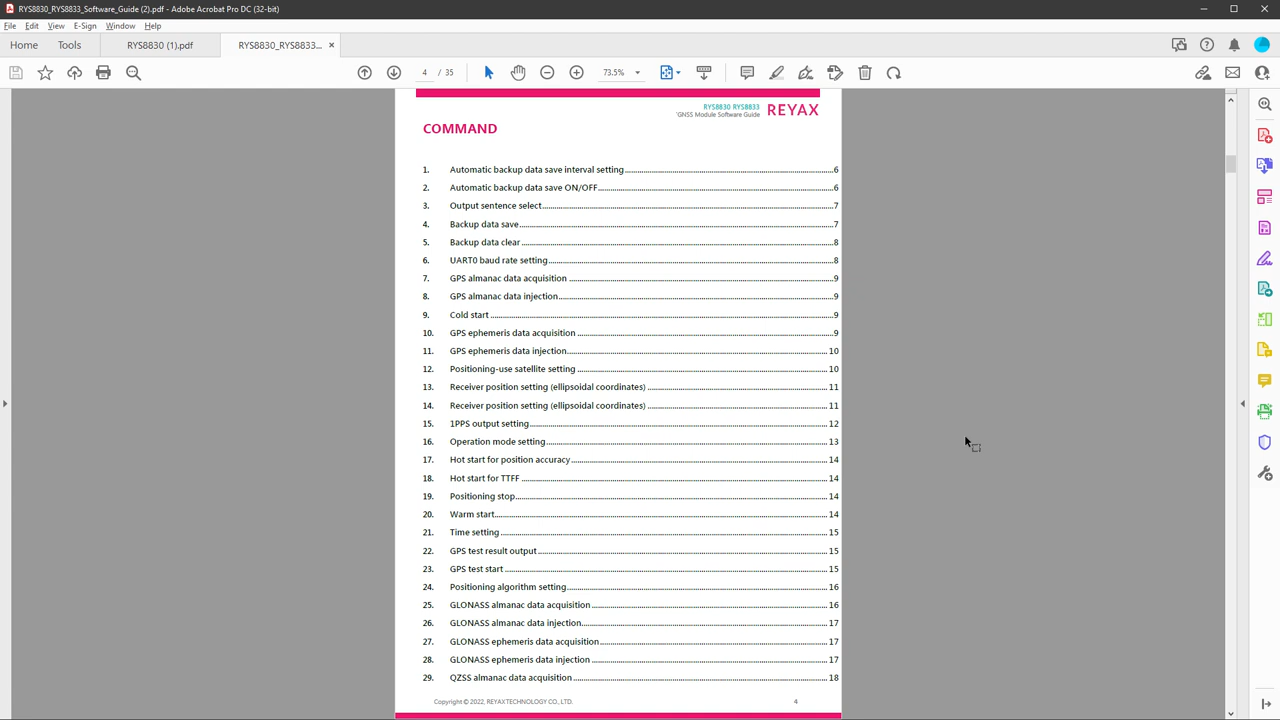 RYS8830_RYS8833_Software_Guide (2).pdf - Adobe Acrobat Pro DC (32-bit)
File Edit View E-Sign Window Help
Home Tools RYS8830 (1).pdf RYS8830_RYS8833... ×
4 / 35 73.5%
RYS8830 RYS8833
'GNSS Module Software Guide
REYAX
COMMAND
1. Automatic backup data save interval setting 6
2. Automatic backup data save ON/OFF 6
3. Output sentence select 7
4. Backup data save 7
5. Backup data clear 8
6. UART0 baud rate setting 8
7. GPS almanac data acquisition 9
8. GPS almanac data injection 9
9. Cold start 9
10. GPS ephemeris data acquisition 9
11. GPS ephemeris data injection 10
12. Positioning-use satellite setting 10
13. Receiver position setting (ellipsoidal coordinates) 11
14. Receiver position setting (ellipsoidal coordinates) 11
15. 1PPS output setting 12
16. Operation mode setting 13
17. Hot start for position accuracy 14
18. Hot start for TTFF 14
19. Positioning stop 14
20. Warm start 14
21. Time setting 15
22. GPS test result output 15
23. GPS test start 15
24. Positioning algorithm setting 16
25. GLONASS almanac data acquisition 16
26. GLONASS almanac data injection 17
27. GLONASS ephemeris data acquisition 17
28. GLONASS ephemeris data injection 17
29. QZSS almanac data acquisition 18
Copyright © 2022, REYAXTECHNOLOGY CO., LTD. 4